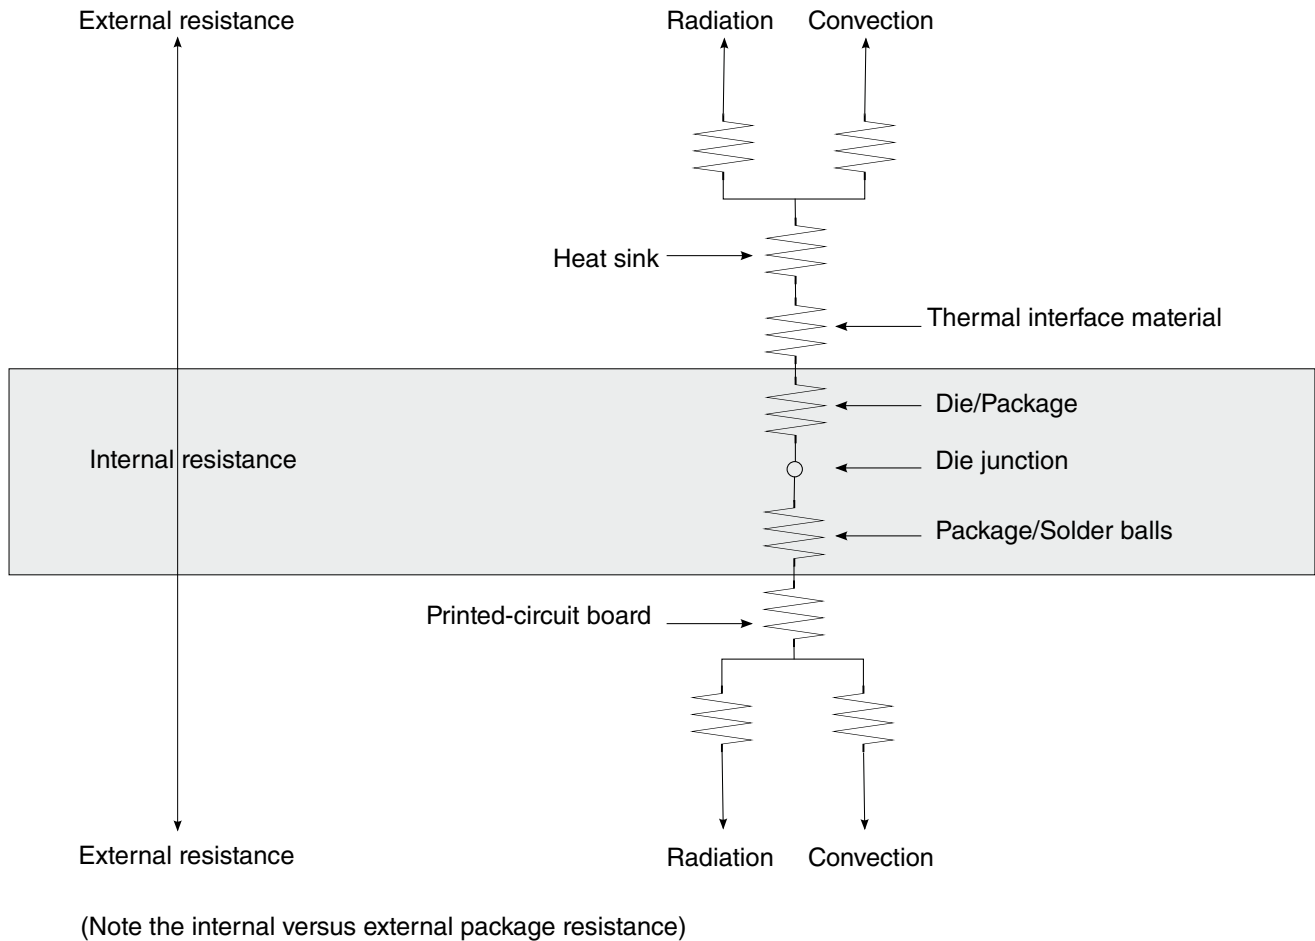 External resistance
Radiation
Convection
Heat sink
Thermal interface material
Die/Package
Internal resistance
Die junction
Package/Solder balls
Printed-circuit board
External resistance
Radiation
Convection
(Note the internal versus external package resistance)